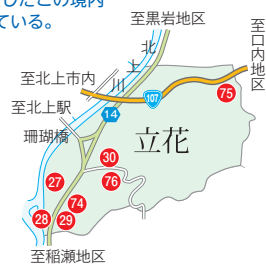 したこの境内
ている。
至黒岩地区
北上川
至口内地区
至北上市内
107
至北上駅
14
75
珊瑚橋
立花
30
27
76
74
28
29
至稲瀬地区